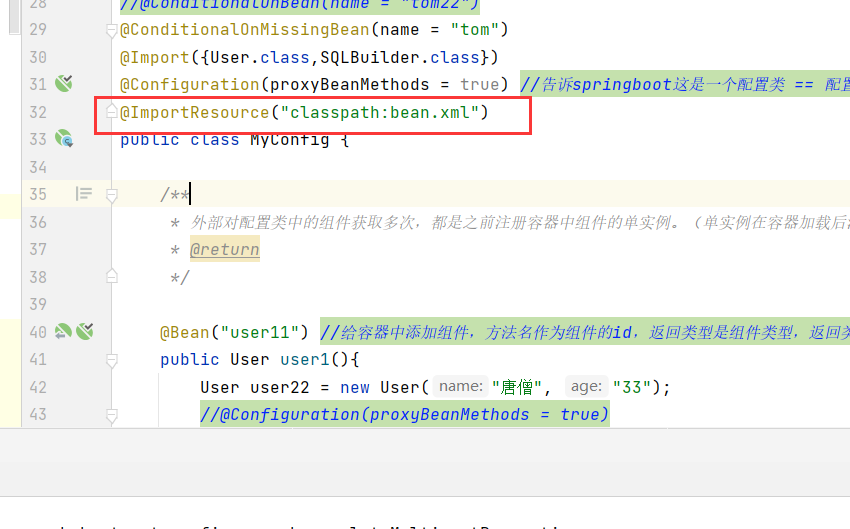 28 //@ConditionalOnBean(name = "tom22")
29 @ConditionalOnMissingBean(name = "tom")
30 @Import({User.class,SQLBuilder.class})
31 @Configuration(proxyBeanMethods = true) //告诉springboot这是一个配置类 == 配置
32 @ImportResource("classpath:bean.xml")
33 public class MyConfig {
34
35 /**
36 * 外部对配置类中的组件获取多次，都是之前注册容器中组件的单实例。（单实例在容器加载后
37 * @return
38 */
39
40 @Bean("user11") //给容器中添加组件，方法名作为组件的id，返回类型是组件类型，返回
41 public User user1(){
42 User user22 = new User( name: "唐僧", age: "33");
43 //@Configuration(proxyBeanMethods = true)